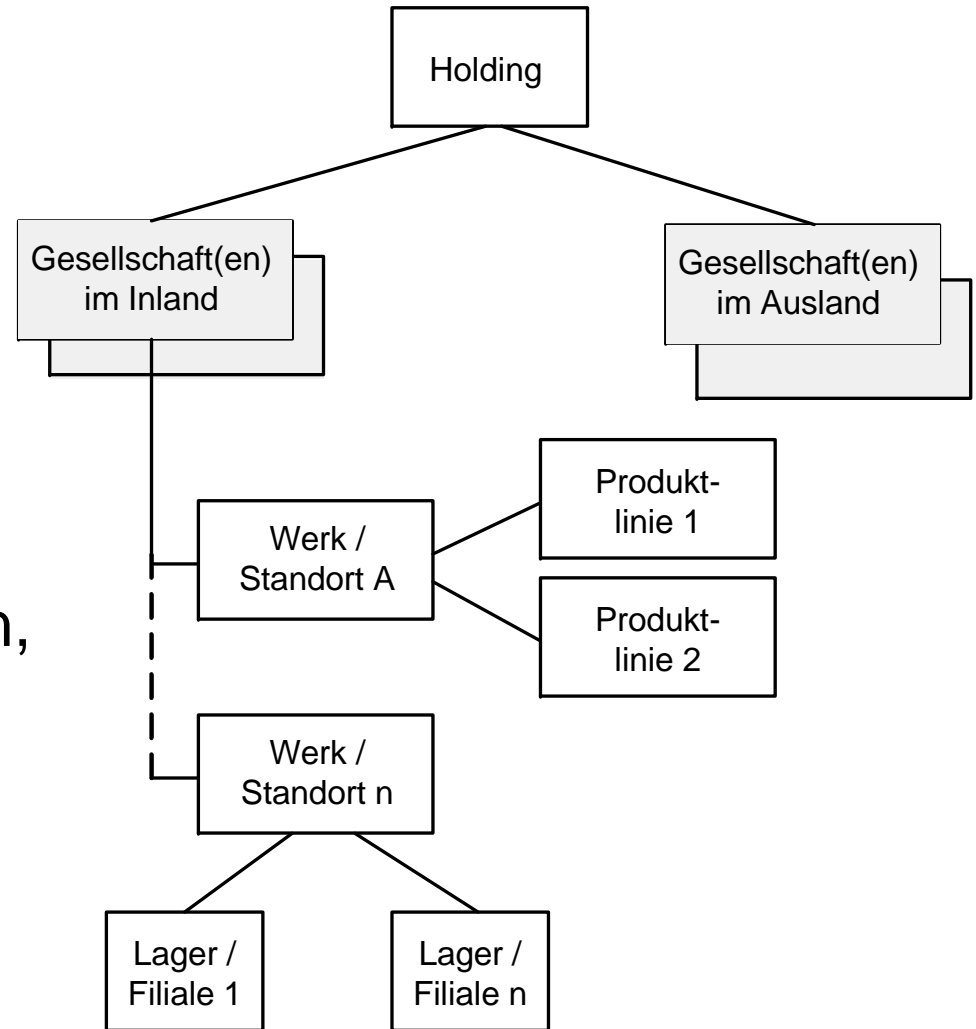 Holding
Gesellschaft(en)
im Inland
Gesellschaft(en)
im Ausland
Produkt-
linie 1
Werk /
Standort A
n,
Produkt-
linie 2
Werk /
Standort n
Lager /
Filiale 1
Lager /
Filiale n